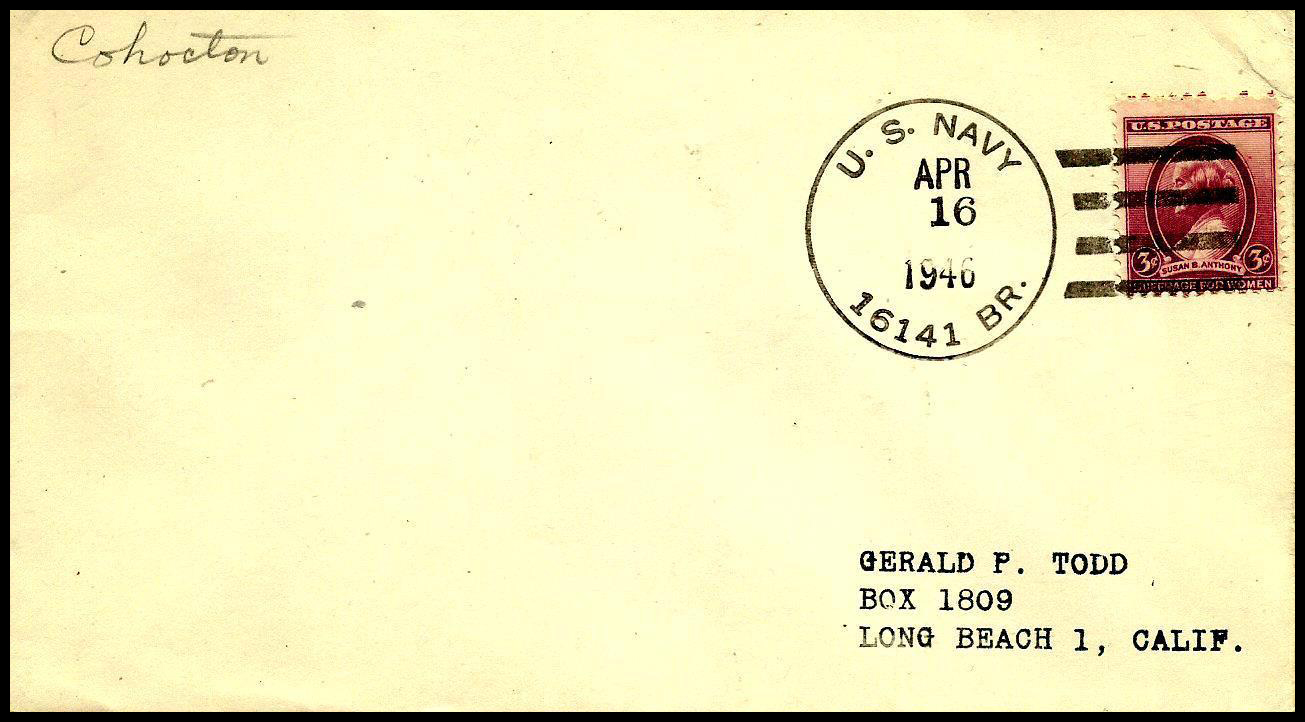 Cohocton
U. S. NAVY
APR
16
1946
16141 BR.
U.S. POSTAGE
3¢ SUSAN B. ANTHONY 3¢
SUFFRAGE FOR WOMEN
GERALD P. TODD
BOX 1809
LONG BEACH 1, CALIF.